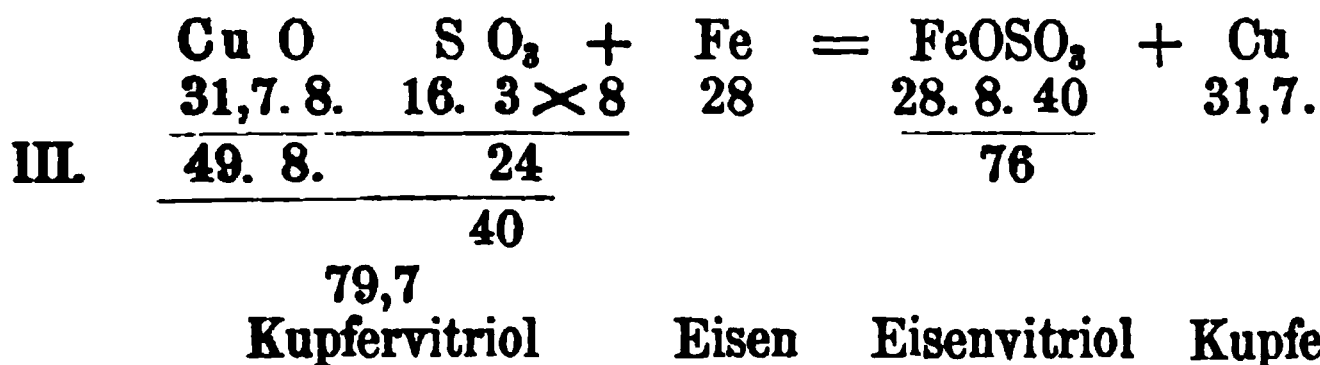 Cu O S O₃ + Fe = FeOSO₃ + Cu
31,7. 8. 16. 3×8 28 28. 8. 40 31,7.
III. 49. 8. 24 76
40
79,7
Kupfervitriol Eisen Eisenvitriol Kupfe